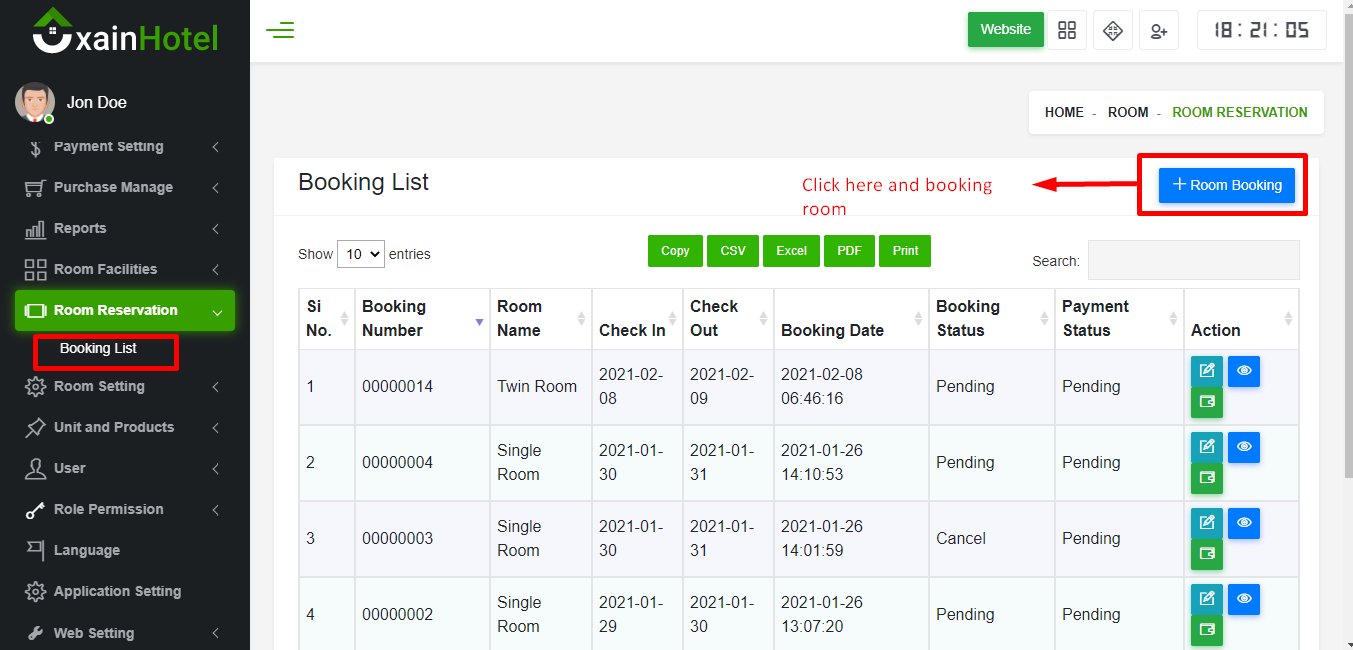 xainHotel
Website
18:21:05
Jon Doe
Payment Setting
Purchase Manage
Reports
Room Facilities
Room Reservation
Booking List
Room Setting
Unit and Products
User
Role Permission
Language
Application Setting
Web Setting
HOME - ROOM - ROOM RESERVATION
Booking List
Click here and booking
room
+ Room Booking
Show 10 entries
Copy CSV Excel PDF Print
Search:
Si
No.
Booking
Number
Room
Name
Check In
Check
Out
Booking Date
Booking
Status
Payment
Status
Action
1
00000014
Twin Room
2021-02-
08
2021-02-
09
2021-02-08
06:46:16
Pending
Pending
2
00000004
Single
Room
2021-01-
30
2021-01-
31
2021-01-26
14:10:53
Pending
Pending
3
00000003
Single
Room
2021-01-
30
2021-01-
31
2021-01-26
14:01:59
Cancel
Pending
4
00000002
Single
Room
2021-01-
29
2021-01-
30
2021-01-26
13:07:20
Pending
Pending